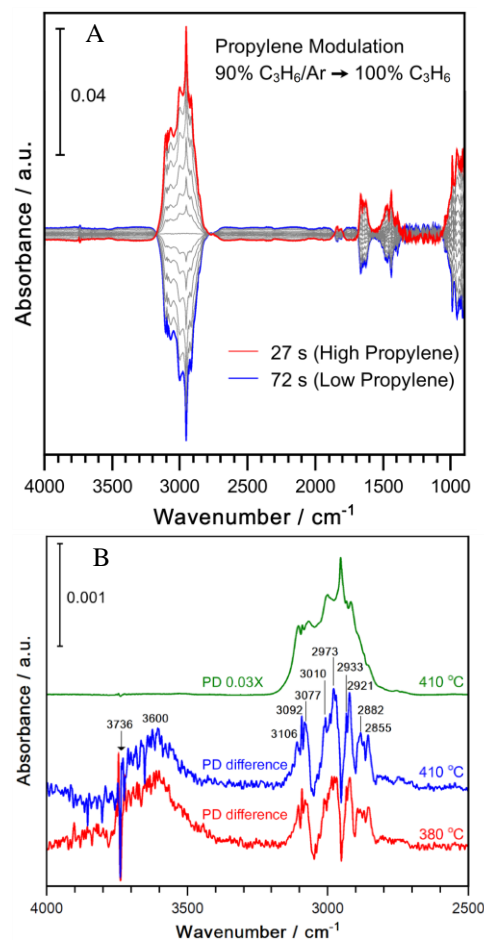 A
Propylene Modulation
90% C₃H₆/Ar → 100% C₃H₆
0.04
Absorbance / a.u.
27 s (High Propylene)
72 s (Low Propylene)
4000 3500 3000 2500 2000 1500 1000
Wavenumber / cm⁻¹
B
0.001
Absorbance / a.u.
PD 0.03X
410 °C
2973
3010
2933
3077
2921
3092
2882
3106
2855
3736
3600
PD difference
410 °C
PD difference
380 °C
4000 3500 3000 2500
Wavenumber / cm⁻¹